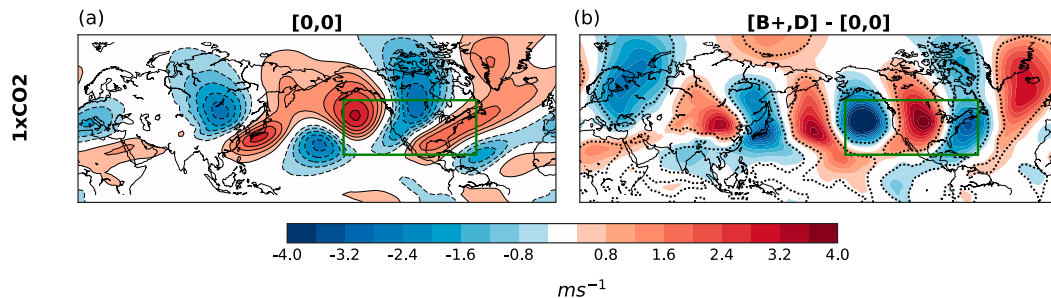 (a) [0,0]
(b) [B+,D] - [0,0]
1xCO2
-4.0 -3.2 -2.4 -1.6 -0.8 0.8 1.6 2.4 3.2 4.0
ms⁻¹